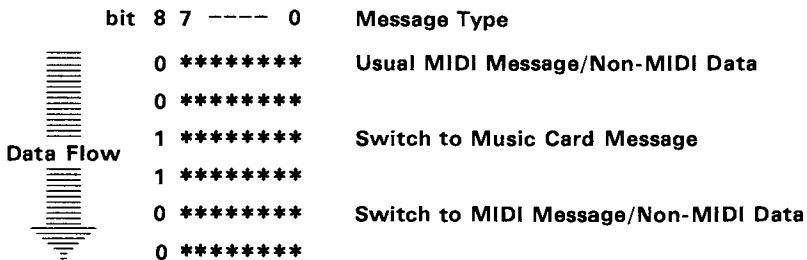 bit 8 7 ---- 0 Message Type
0 ******** Usual MIDI Message/Non-MIDI Data
0 ********
1 ******** Switch to Music Card Message
Data Flow
1 ********
0 ******** Switch to MIDI Message/Non-MIDI Data
0 ********